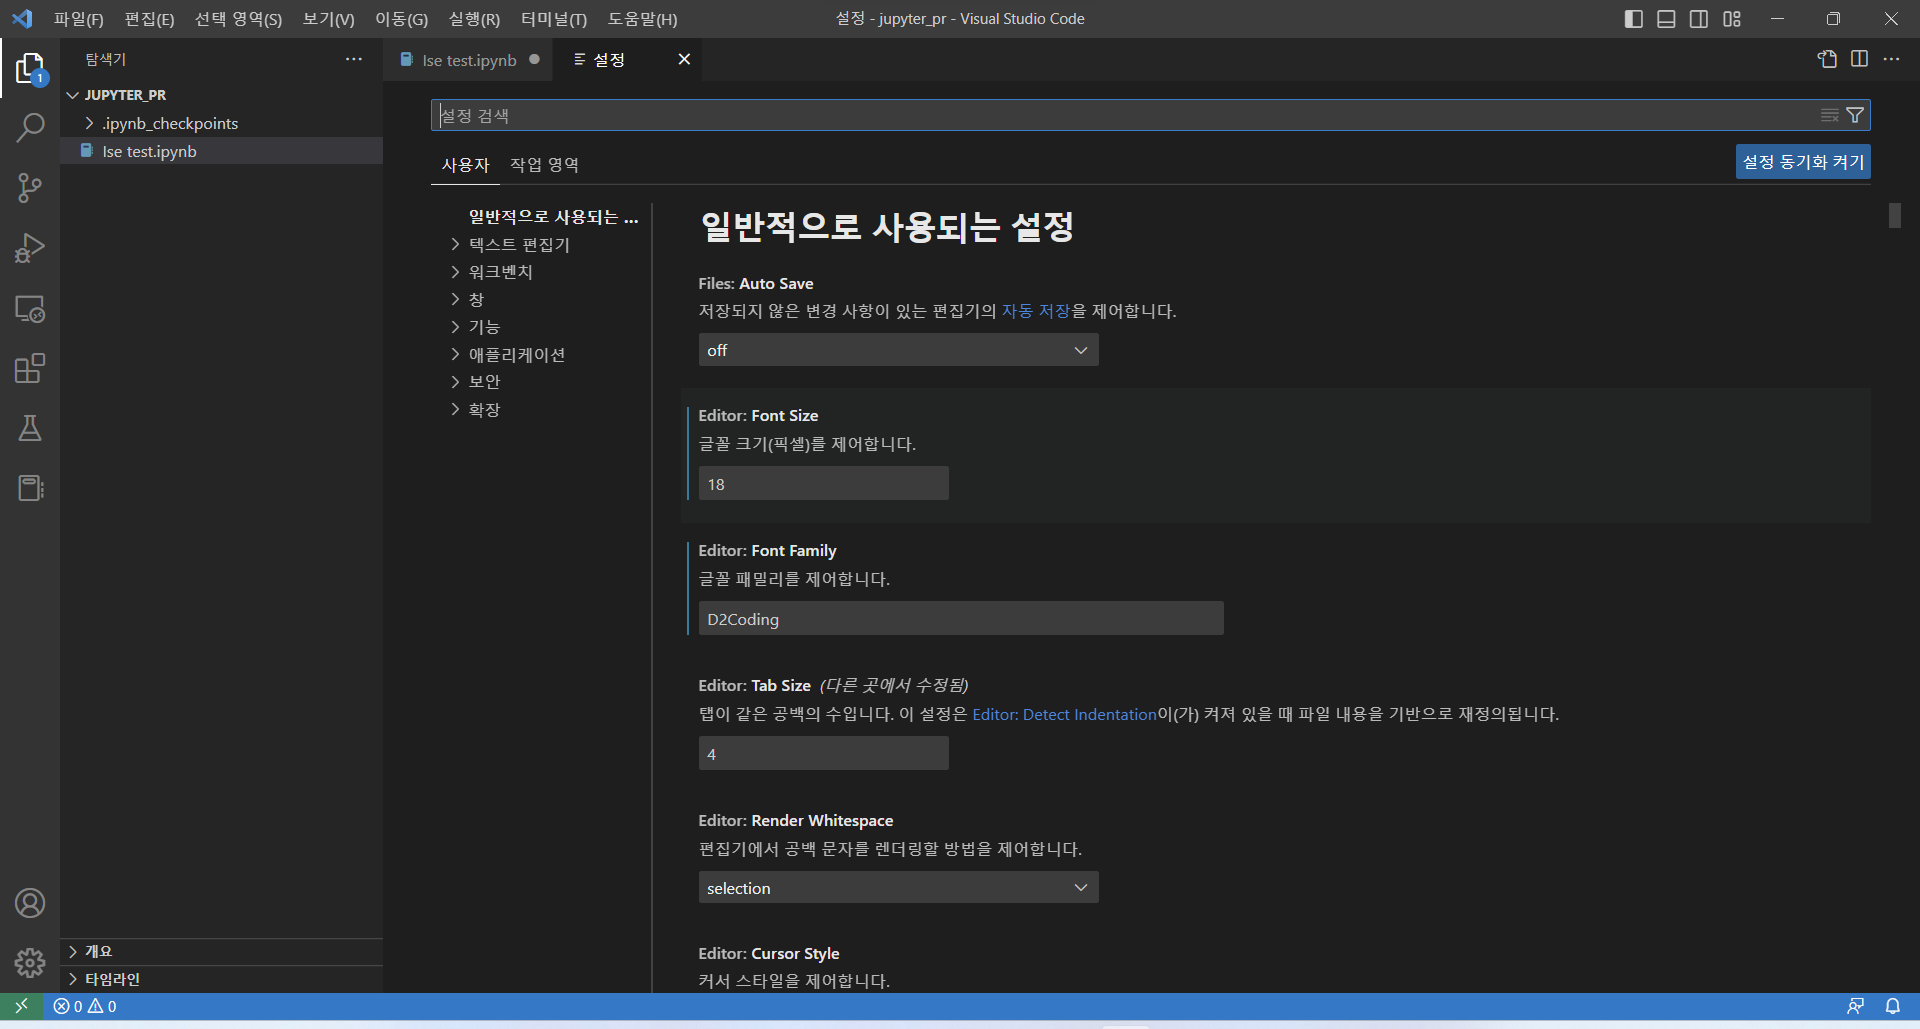 파일(F) 편집(E) 선택 영역(S) 보기(V) 이동(G) 실행(R) 터미널(T) 도움말(H)
설정 - jupyter_pr - Visual Studio Code
탐색기
1
JUPYTER_PR
.ipynb_checkpoints
lse test.ipynb
개요
타임라인
lse test.ipynb
설정
설정 검색
사용자 작업 영역
설정 동기화 켜기
일반적으로 사용되는 ...
텍스트 편집기
워크벤치
창
기능
애플리케이션
보안
확장
일반적으로 사용되는 설정
Files: Auto Save
저장되지 않은 변경 사항이 있는 편집기의 자동 저장을 제어합니다.
off
Editor: Font Size
글꼴 크기(픽셀)를 제어합니다.
18
Editor: Font Family
글꼴 패밀리를 제어합니다.
D2Coding
Editor: Tab Size (다른 곳에서 수정됨)
탭이 같은 공백의 수입니다. 이 설정은 Editor: Detect Indentation이(가) 켜져 있을 때 파일 내용을 기반으로 재정의됩니다.
4
Editor: Render Whitespace
편집기에서 공백 문자를 렌더링할 방법을 제어합니다.
selection
Editor: Cursor Style
커서 스타일을 제어합니다.
0 0